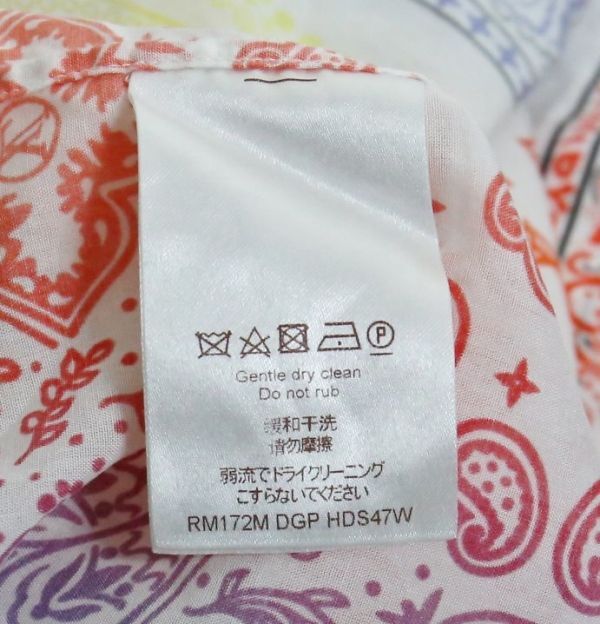 P
Gentle dry clean
Do not rub
缓和干洗
请勿摩擦
弱流でドライクリーニング
こすらないでください
RM172M DGP HDS47W